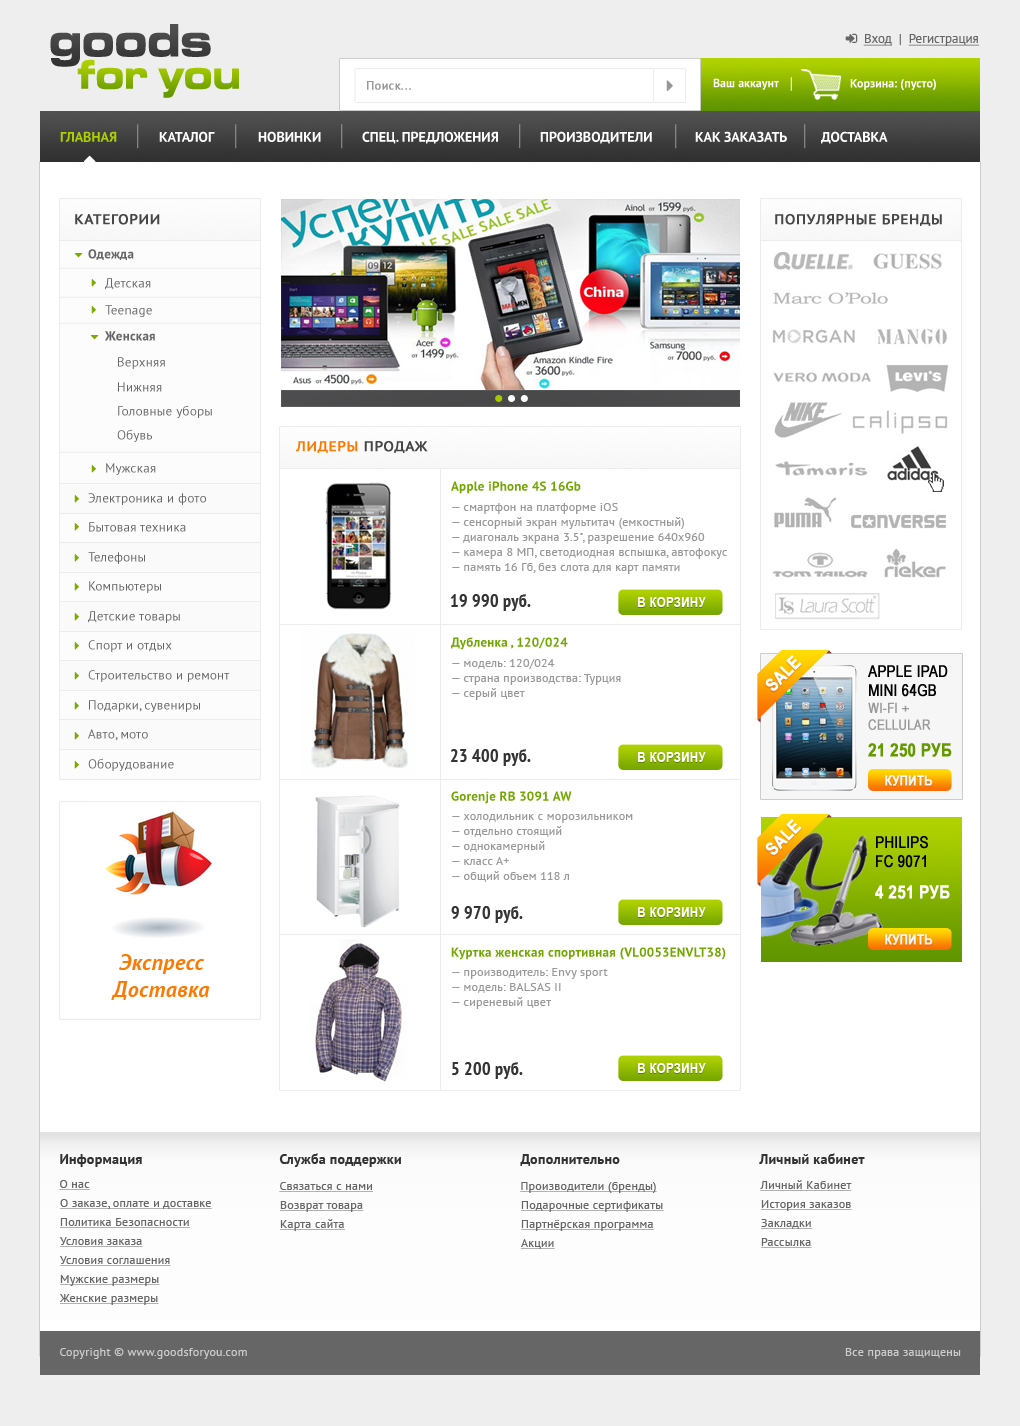 goods
for you
Вход | Регистрация
Поиск...
Ваш аккаунт
Корзина: (пусто)
ГЛАВНАЯ
КАТАЛОГ
НОВИНКИ
СПЕЦ. ПРЕДЛОЖЕНИЯ
ПРОИЗВОДИТЕЛИ
КАК ЗАКАЗАТЬ
ДОСТАВКА
КАТЕГОРИИ
Одежда
Детская
Teenage
Женская
Верхняя
Нижняя
Головные уборы
Обувь
Мужская
Электроника и фото
Бытовая техника
Телефоны
Компьютеры
Детские товары
Спорт и отдых
Строительство и ремонт
Подарки, сувениры
Авто, мото
Оборудование
Экспресс
Доставка
Успей
купить
SALE SALE SALE SALE
09 12
Ainol от 1599 руб.
China
Acer
от 1499 руб.
Asus от 4500 руб.
Amazon Kindle Fire
от 3600 руб.
Samsung
от 7000 руб.
ЛИДЕРЫ ПРОДАЖ
Apple iPhone 4S 16Gb
— смартфон на платформе iOS
— сенсорный экран мультитач (емкостный)
— диагональ экрана 3.5", разрешение 640x960
— камера 8 МП, светодиодная вспышка, автофокус
— память 16 Гб, без слота для карт памяти
19 990 руб.
В КОРЗИНУ
Дубленка , 120/024
— модель: 120/024
— страна производства: Турция
— серый цвет
23 400 руб.
В КОРЗИНУ
Gorenje RB 3091 AW
— холодильник с морозильником
— отдельно стоящий
— однокамерный
— класс A+
— общий объем 118 л
9 970 руб.
В КОРЗИНУ
Куртка женская спортивная (VL0053ENVLT38)
— производитель: Envy sport
— модель: BALSAS II
— сиреневый цвет
5 200 руб.
В КОРЗИНУ
ПОПУЛЯРНЫЕ БРЕНДЫ
QUELLE. GUESS
Marc O'Polo
MORGAN MANGO
VERO MODA LEVI'S
NIKE calipso
Tamaris adidas
PUMA CONVERSE
TOM TAILOR rieker
LS Laura Scott
SALE
APPLE IPAD
MINI 64GB
WI-FI +
CELLULAR
21 250 РУБ
КУПИТЬ
SALE
PHILIPS
FC 9071
4 251 РУБ
КУПИТЬ
Информация
О нас
О заказе, оплате и доставке
Политика Безопасности
Условия заказа
Условия соглашения
Мужские размеры
Женские размеры
Служба поддержки
Связаться с нами
Возврат товара
Карта сайта
Дополнительно
Производители (бренды)
Подарочные сертификаты
Партнёрская программа
Акции
Личный кабинет
Личный Кабинет
История заказов
Закладки
Рассылка
Copyright © www.goodsforyou.com
Все права защищены